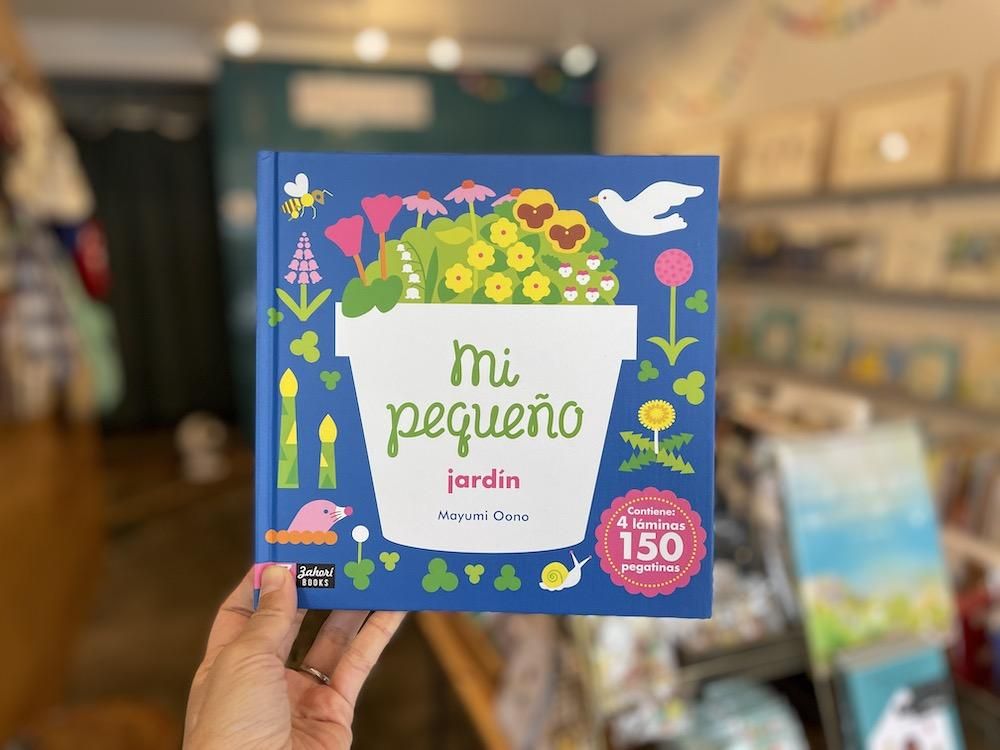 Mi
pequeño
jardín
Mayumi Oono
Contiene:
4 láminas
150
pegatinas
Zahorí
BOOKS